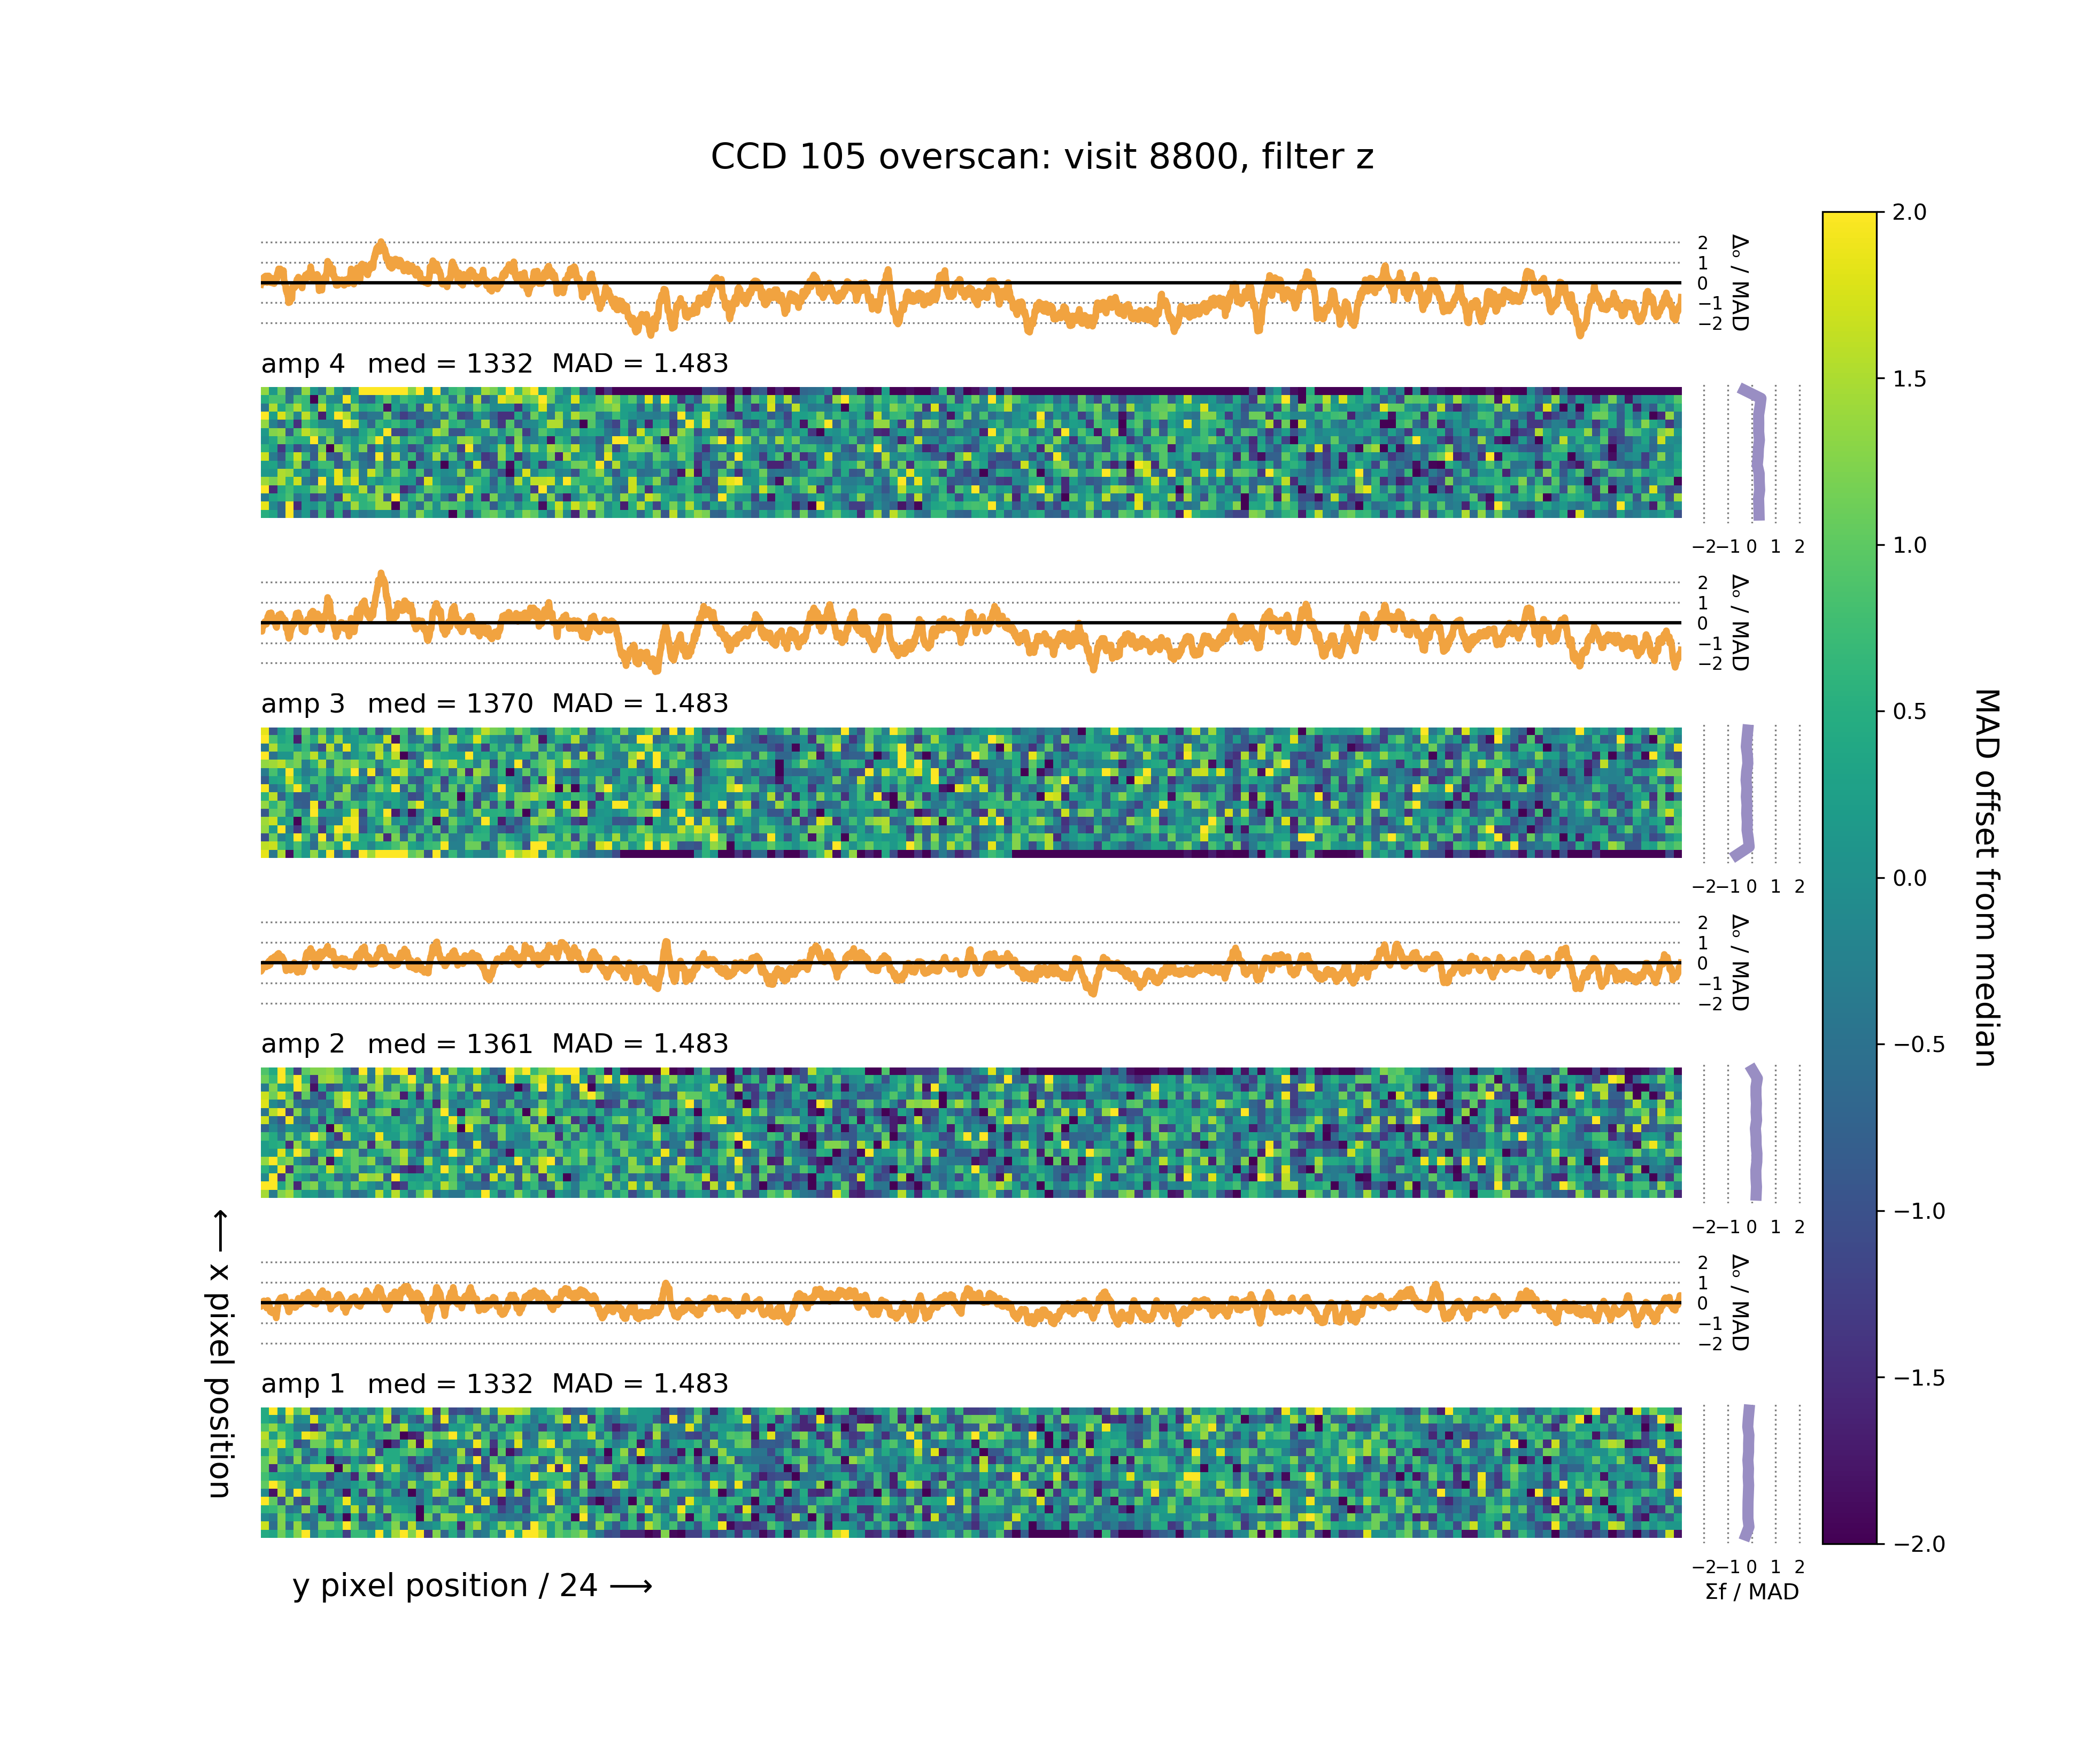 CCD 105 overscan: visit 8800, filter z
2
1
0
−1
−2
Δₒ / MAD
amp 4 med = 1332 MAD = 1.483
−2 −1 0 1 2
2
1
0
−1
−2
Δₒ / MAD
amp 3 med = 1370 MAD = 1.483
−2 −1 0 1 2
2
1
0
−1
−2
Δₒ / MAD
amp 2 med = 1361 MAD = 1.483
−2 −1 0 1 2
2
1
0
−1
−2
Δₒ / MAD
amp 1 med = 1332 MAD = 1.483
−2 −1 0 1 2
Σf / MAD
y pixel position / 24 ⟶
⟵ x pixel position
2.0
1.5
1.0
0.5
0.0
−0.5
−1.0
−1.5
−2.0
MAD offset from median